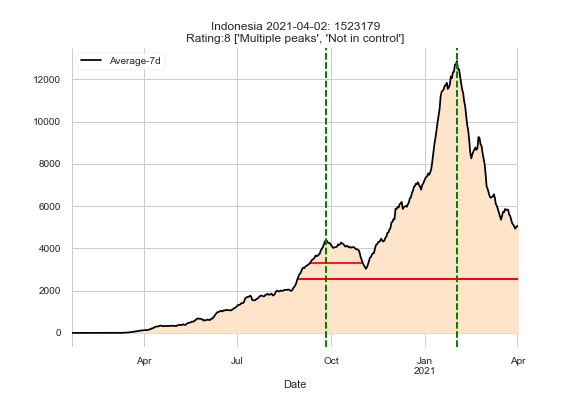 Indonesia 2021-04-02: 1523179
Rating:8 ['Multiple peaks', 'Not in control']
Average-7d
12000
10000
8000
6000
4000
2000
0
Apr Jul Oct Jan Apr
2021
Date